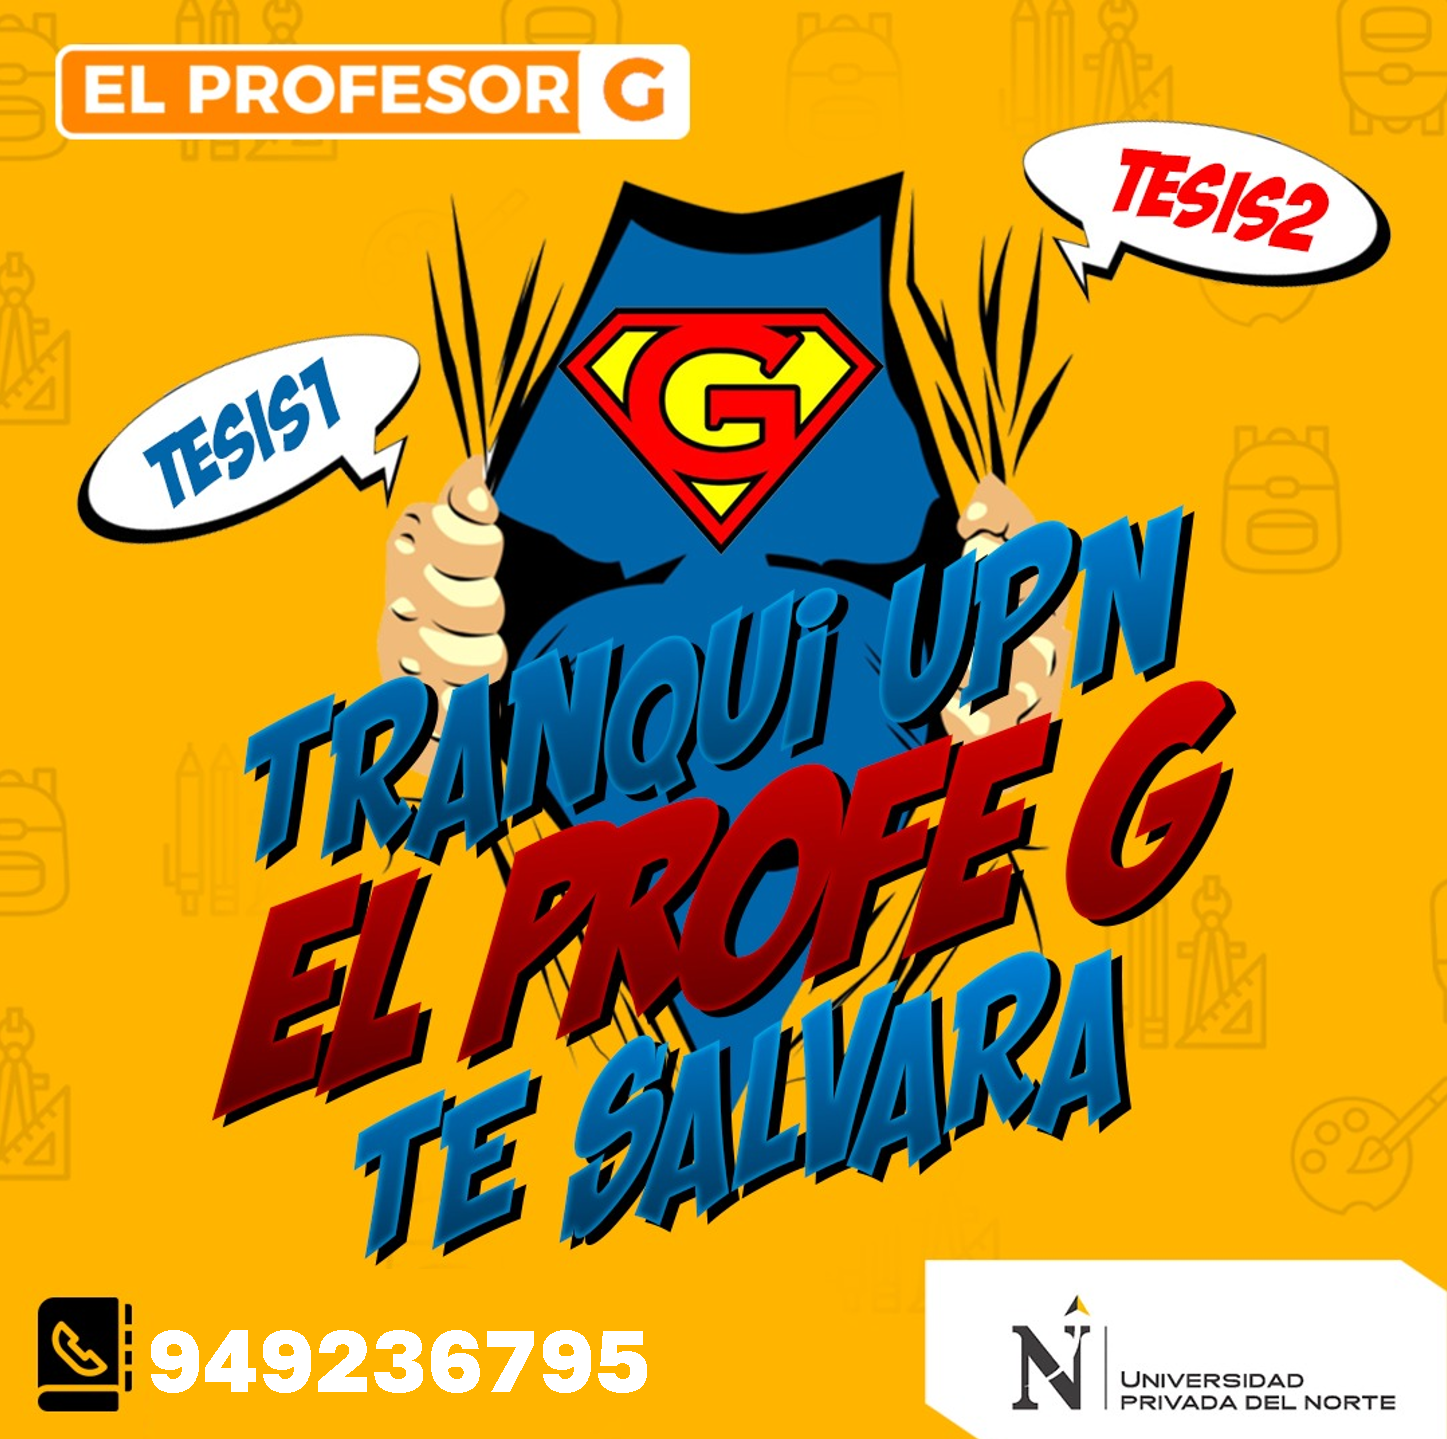 EL PROFESOR G
TESIS2
TESIS1
G
TRANQUi UPN
EL PROFE G
TE SALVARA
949236795
N
UNIVERSIDAD
PRIVADA DEL NORTE